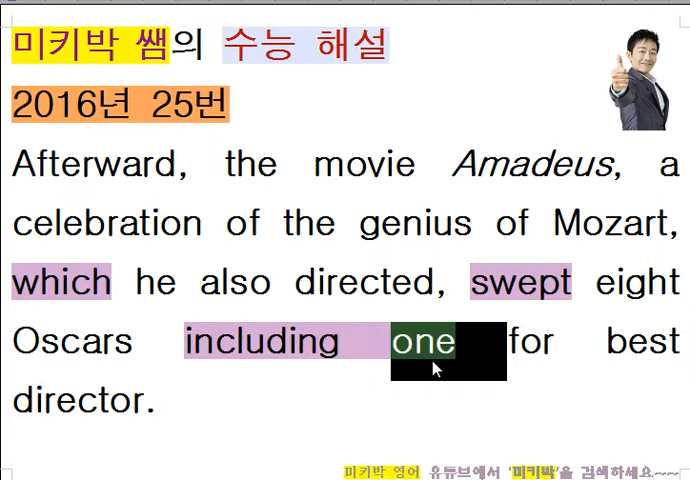 미키박 쌤의 수능 해설
2016년 25번
Afterward, the movie Amadeus, a
celebration of the genius of Mozart,
which he also directed, swept eight
Oscars including one for best
director.
미키박 영어 유튜브에서 '미키박'을 검색하세요~~